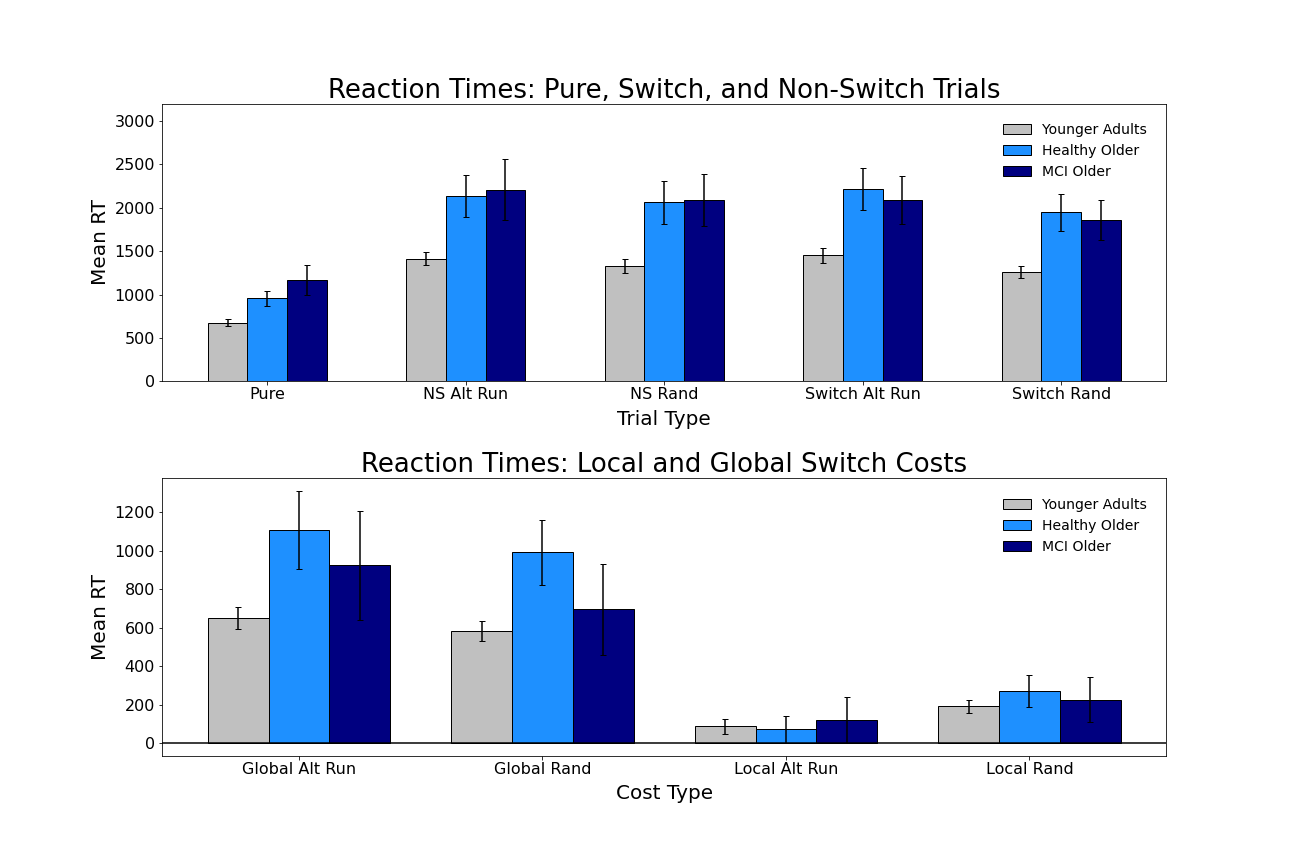 Reaction Times: Pure, Switch, and Non-Switch Trials
3000
2500
2000
1500
1000
500
0
Mean RT
Younger Adults
Healthy Older
MCI Older
Pure
NS Alt Run
NS Rand
Switch Alt Run
Switch Rand
Trial Type
Reaction Times: Local and Global Switch Costs
1200
1000
800
600
400
200
0
Mean RT
Younger Adults
Healthy Older
MCI Older
Global Alt Run
Global Rand
Local Alt Run
Local Rand
Cost Type